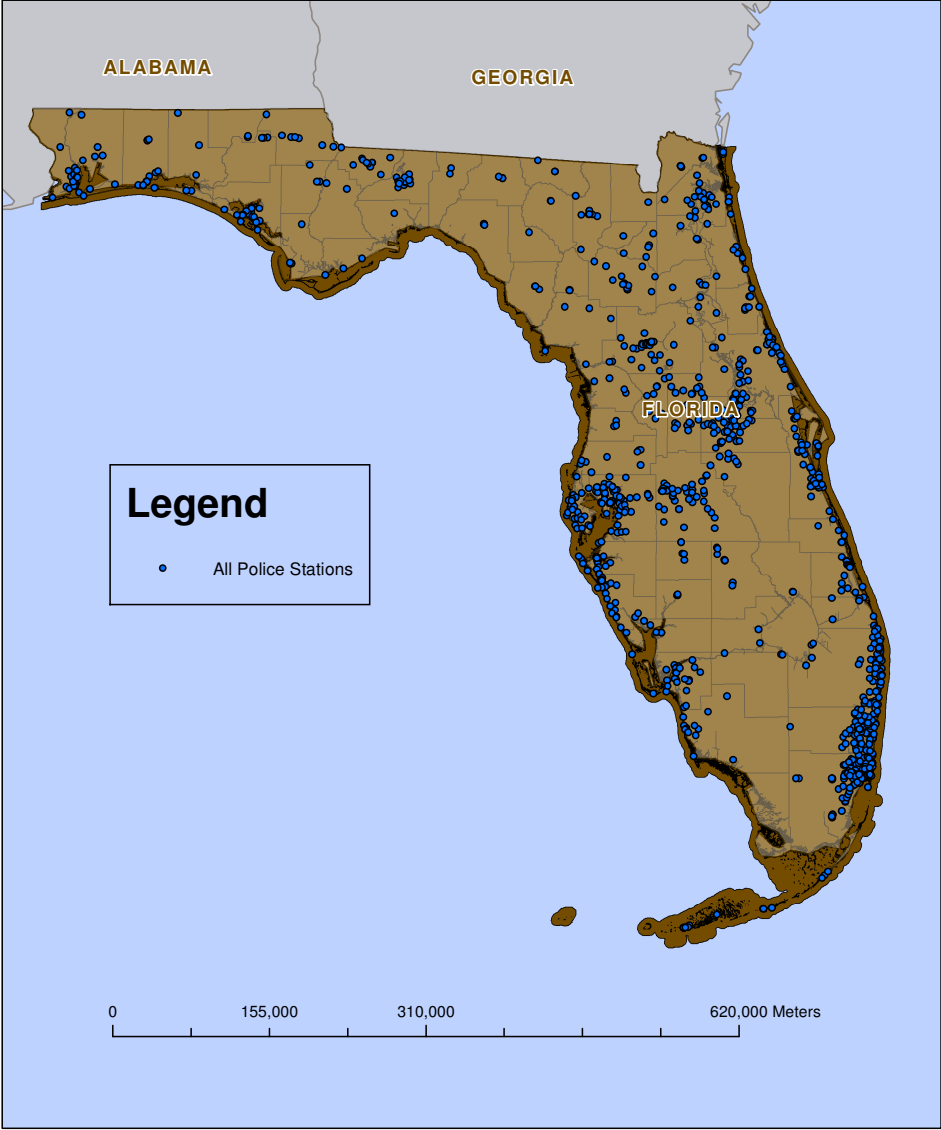 ALABAMA
GEORGIA
FLORIDA
Legend
All Police Stations
0 155,000 310,000 620,000 Meters